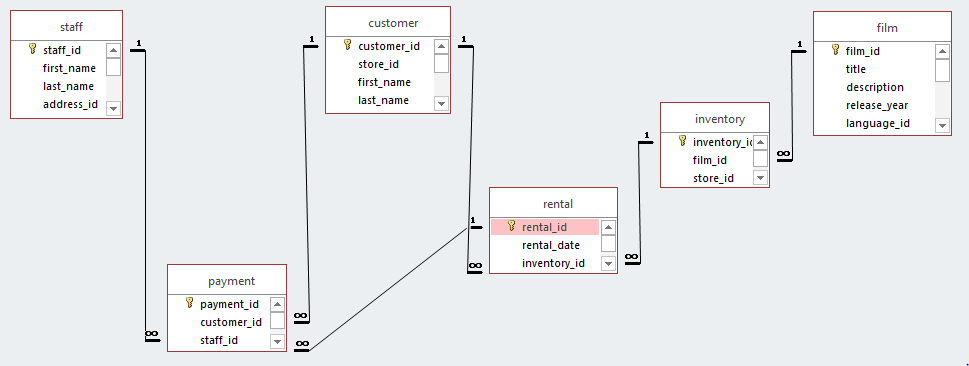 staff
staff_id
first_name
last_name
address_id
customer
customer_id
store_id
first_name
last_name
film
film_id
title
description
release_year
language_id
inventory
inventory_id
film_id
store_id
rental
rental_id
rental_date
inventory_id
payment
payment_id
customer_id
staff_id
1
∞
1
∞
1
∞
1
∞
1
∞
1
∞